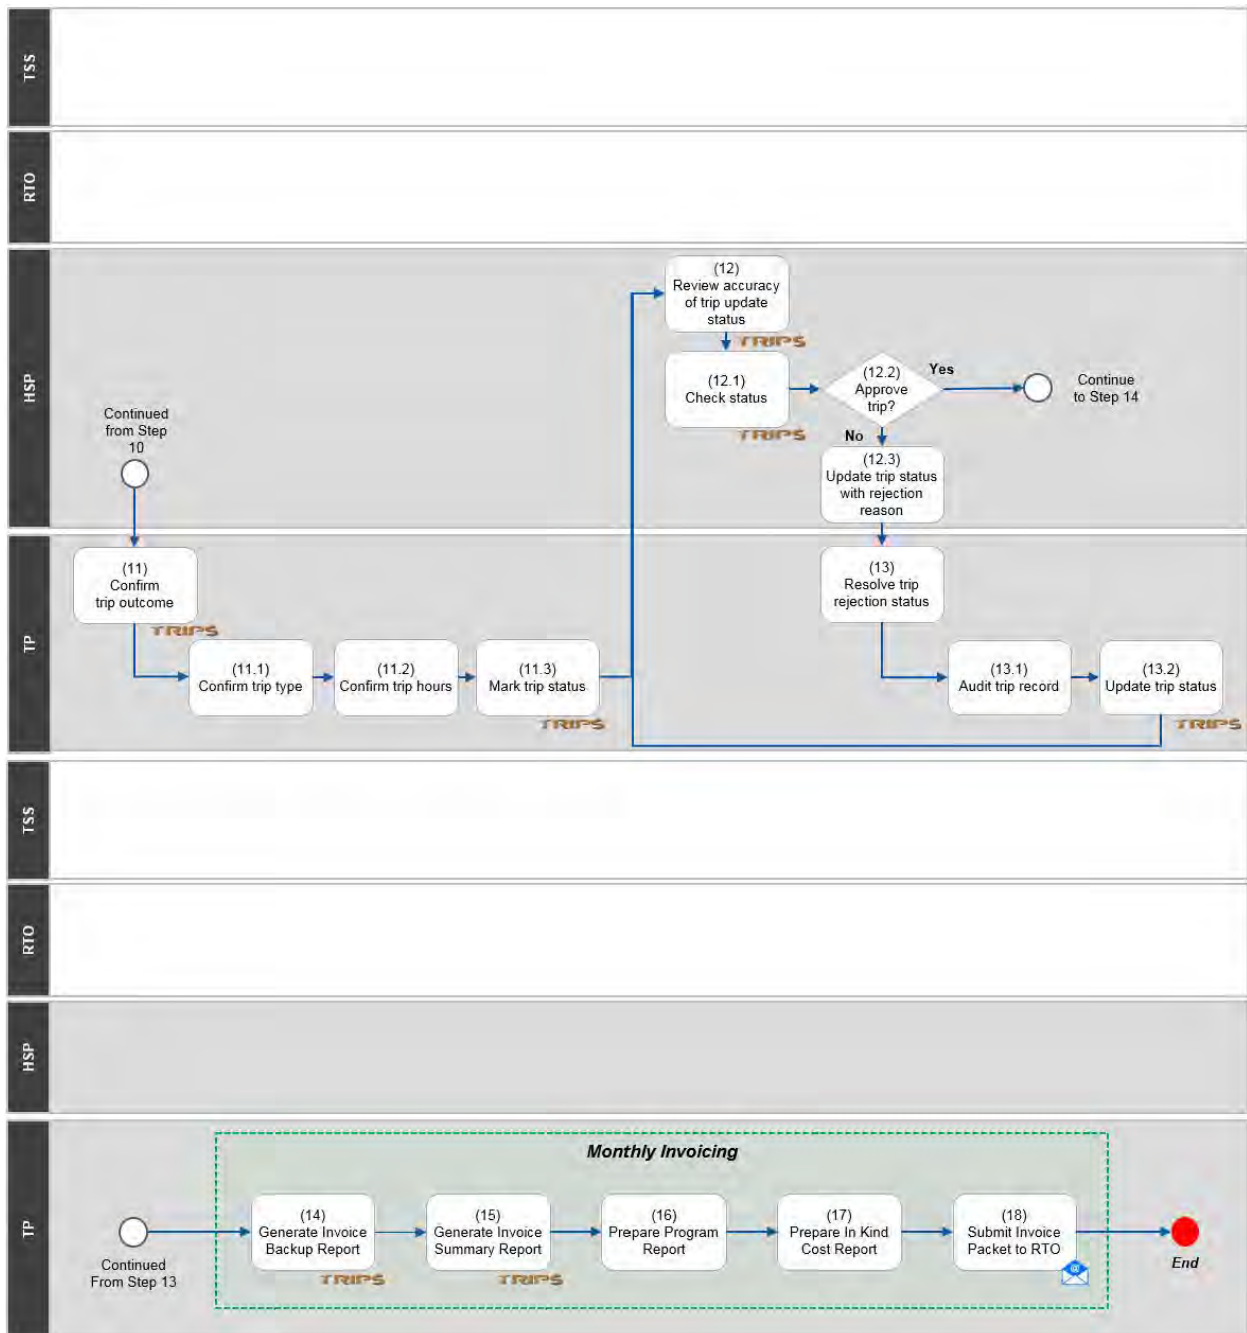 TSS
RTO
HSP
(12)
Review accuracy
of trip update
status
TRIPS
(12.1)
Check status
TRIPS
(12.2)
Approve
trip?
Yes
Continue
to Step 14
No
(12.3)
Update trip status
with rejection
reason
Continued
from Step
10
TP
(11)
Confirm
trip outcome
TRIPS
(11.1)
Confirm trip type
(11.2)
Confirm trip hours
(11.3)
Mark trip status
TRIPS
(13)
Resolve trip
rejection status
(13.1)
Audit trip record
(13.2)
Update trip status
TRIPS
TSS
RTO
HSP
TP
Monthly Invoicing
Continued
From Step 13
(14)
Generate Invoice
Backup Report
TRIPS
(15)
Generate Invoice
Summary Report
TRIPS
(16)
Prepare Program
Report
(17)
Prepare In Kind
Cost Report
(18)
Submit Invoice
Packet to RTO
@
End